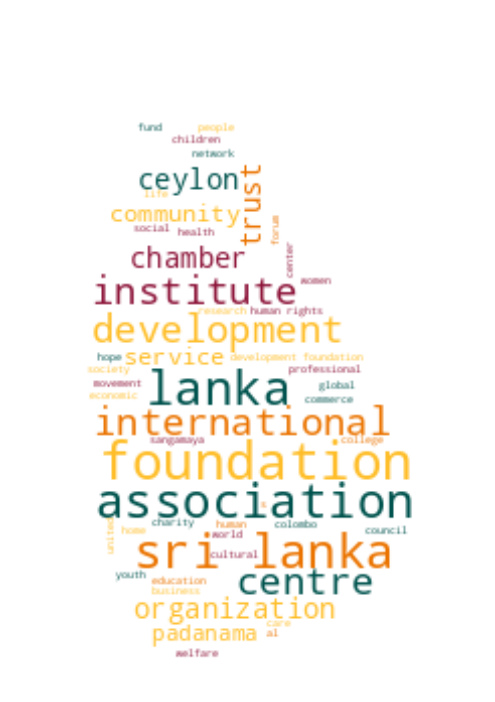 fund people
children
network
ceylon
life
trust
community
social health
forum
chamber
center
institute women
research human rights
development
hope service development foundation
society professional
movement lanka global
economic commerce
international
sangamaya college
foundation
association
s
charity human colombo
united home world council
sri lanka
cultural
youth education centre
business
organization
care
padanama al
welfare